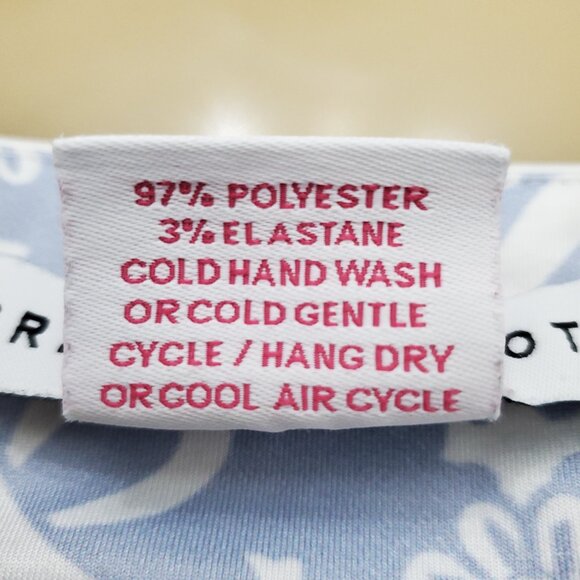 97% POLYESTER
3% ELASTANE
COLD HAND WASH
OR COLD GENTLE
CYCLE / HANG DRY
OR COOL AIR CYCLE